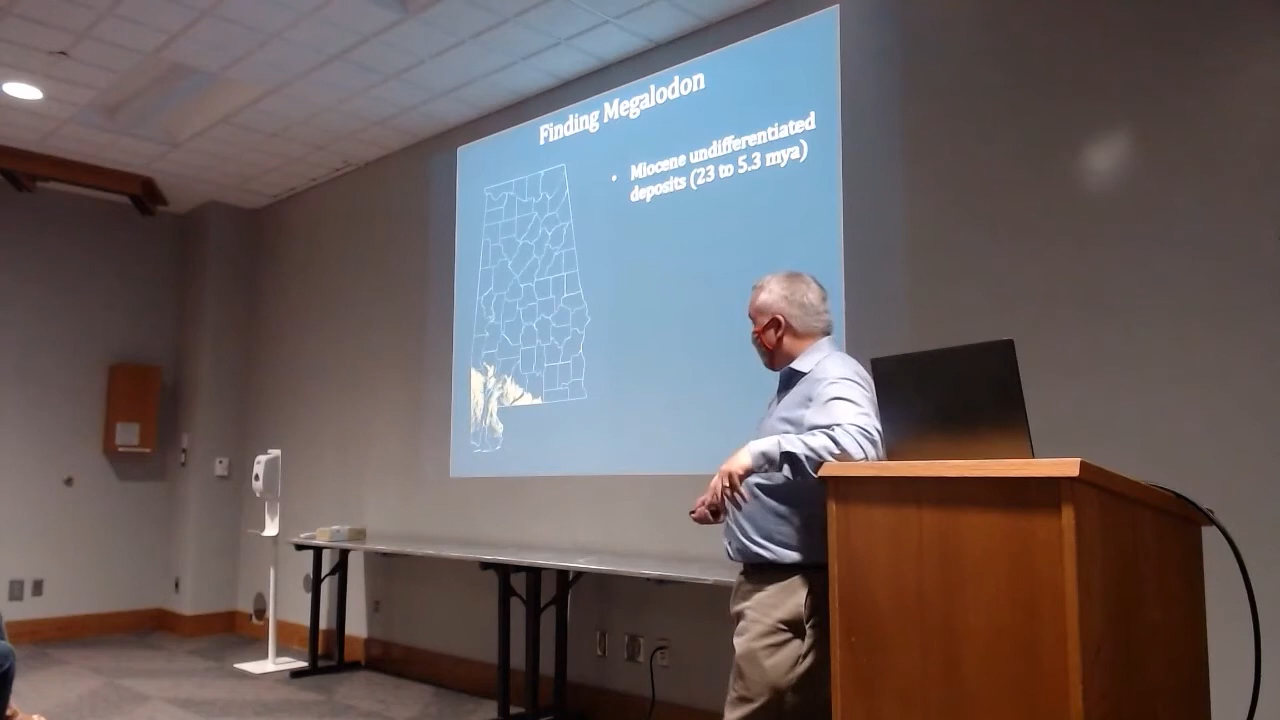 Finding Megalodon
• Miocene undifferentiated
deposits (23 to 5.3 mya)